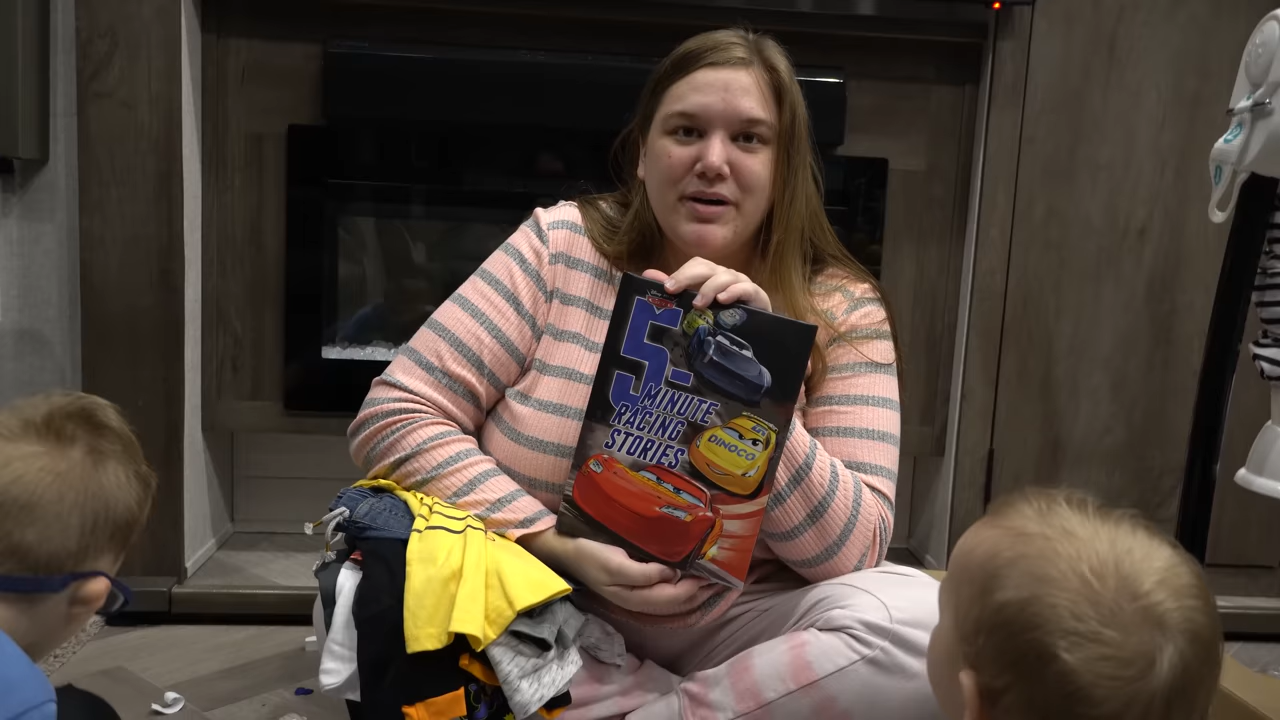 5-
MINUTE
RACING
STORIES
DINOCO